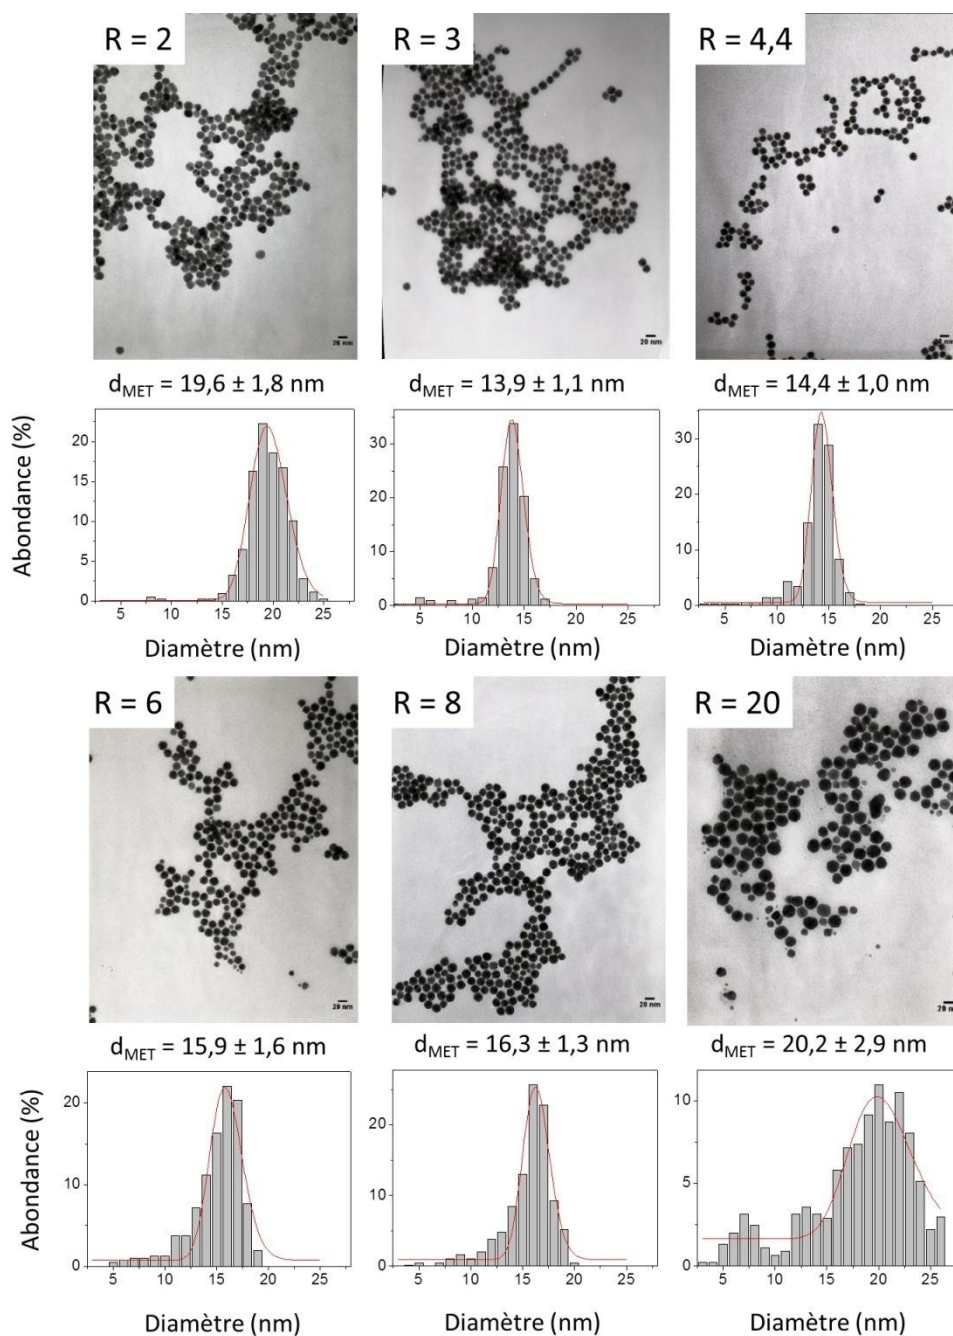 R = 2
R = 3
R = 4,4
20 nm
20 nm
d_MET = 19,6 ± 1,8 nm
d_MET = 13,9 ± 1,1 nm
d_MET = 14,4 ± 1,0 nm
Abondance (%)
20
15
10
5
0
5 10 15 20 25
30
20
10
0
5 10 15 20 25
30
20
10
0
5 10 15 20 25
Diamètre (nm)
Diamètre (nm)
Diamètre (nm)
R = 6
R = 8
R = 20
20 nm
20 nm
20 nm
d_MET = 15,9 ± 1,6 nm
d_MET = 16,3 ± 1,3 nm
d_MET = 20,2 ± 2,9 nm
Abondance (%)
20
10
0
5 10 15 20 25
20
10
0
5 10 15 20 25
10
5
0
5 10 15 20 25
Diamètre (nm)
Diamètre (nm)
Diamètre (nm)